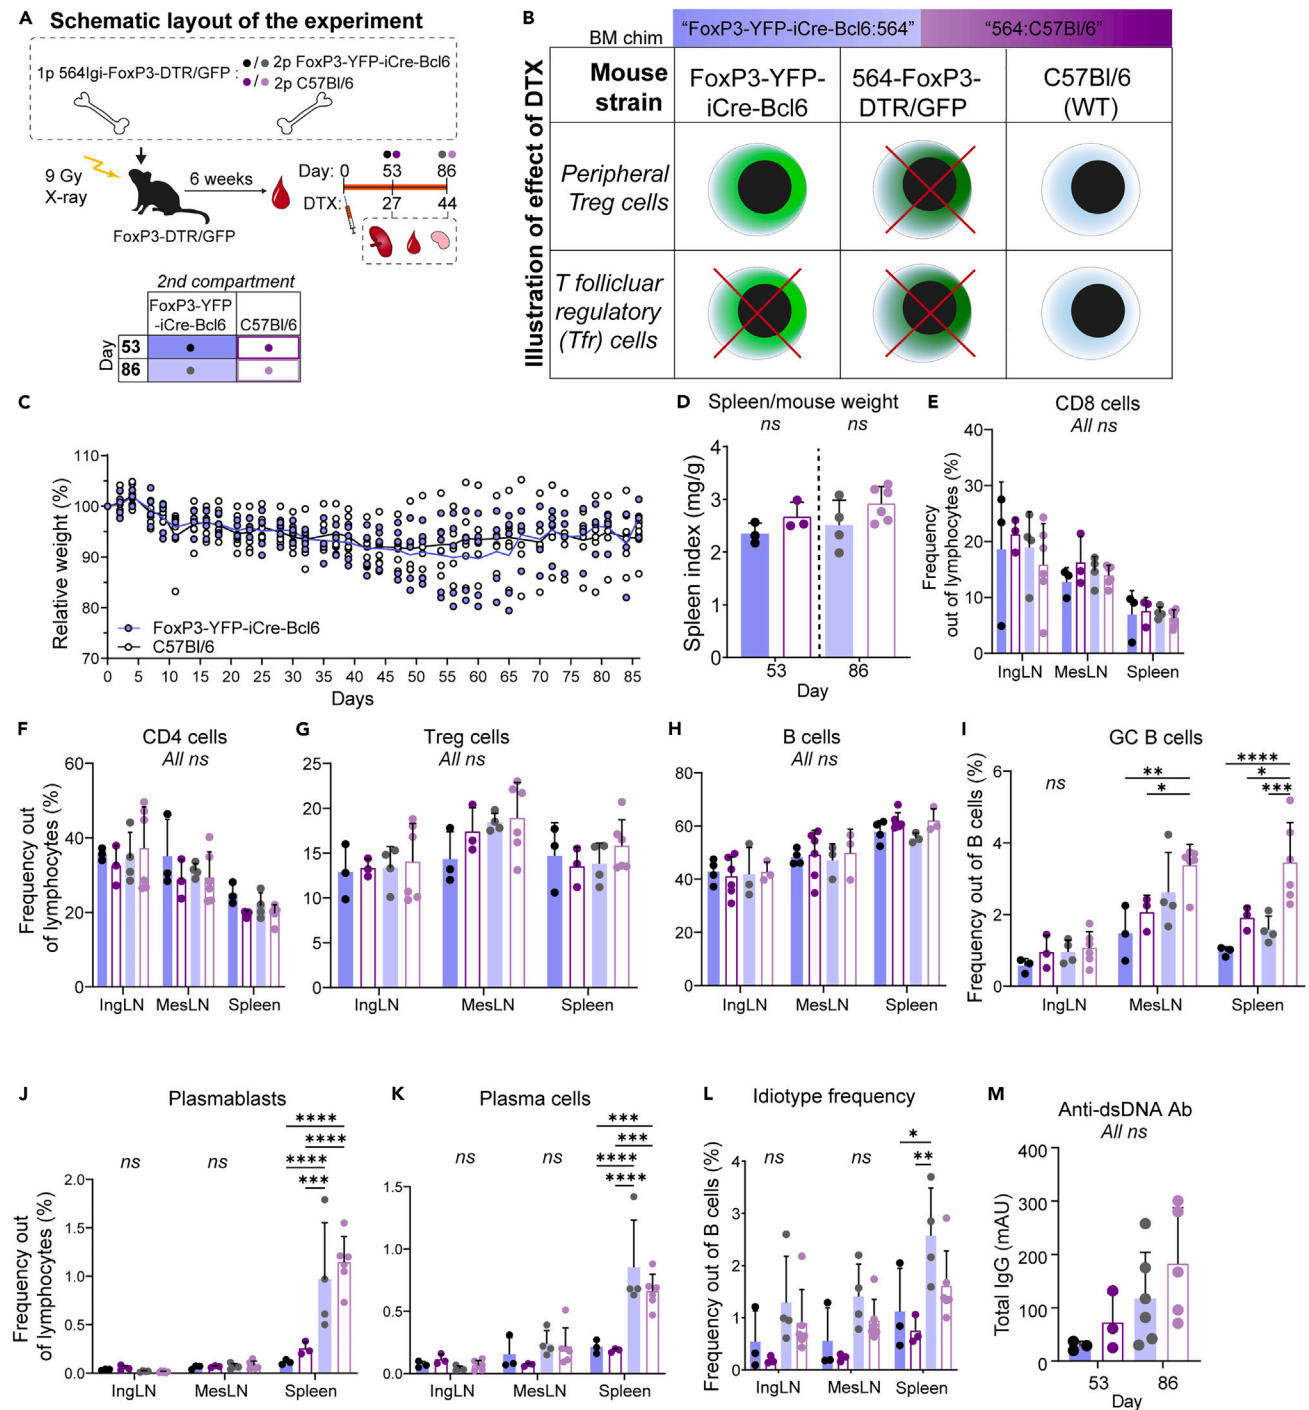 A
Schematic layout of the experiment
1p 564Igi-FoxP3-DTR/GFP :
/ 2p FoxP3-YFP-iCre-Bcl6
/ 2p C57Bl/6
9 Gy
X-ray
6 weeks
FoxP3-DTR/GFP
Day: 0 53 86
DTX: 27 44
2nd compartment
FoxP3-YFP
-iCre-Bcl6
C57Bl/6
Day
53
86
B
BM chim
“FoxP3-YFP-iCre-Bcl6:564”
“564:C57Bl/6”
Illustration of effect of DTX
Mouse
strain
FoxP3-YFP-
iCre-Bcl6
564-FoxP3-
DTR/GFP
C57Bl/6
(WT)
Peripheral
Treg cells
T follicluar
regulatory
(Tfr) cells
C
Relative weight (%)
110
100
90
80
70
FoxP3-YFP-iCre-Bcl6
C57Bl/6
0 5 10 15 20 25 30 35 40 45 50 55 60 65 70 75 80 85
Days
D
Spleen/mouse weight
ns ns
Spleen index (mg/g)
4
3
2
1
0
53 86
Day
E
CD8 cells
All ns
Frequency
out of lymphocytes (%)
40
30
20
10
0
IngLN MesLN Spleen
F
CD4 cells
All ns
Frequency out
of lymphocytes (%)
60
40
20
0
IngLN MesLN Spleen
G
Treg cells
All ns
25
20
15
10
5
0
IngLN MesLN Spleen
H
B cells
All ns
80
60
40
20
0
IngLN MesLN Spleen
I
GC B cells
Frequency out of B cells (%)
6
4
2
0
ns
**
*
****
*
***
IngLN MesLN Spleen
J
Plasmablasts
Frequency out
of lymphocytes (%)
2.0
1.5
1.0
0.5
0.0
ns
ns
****
****
****
***
IngLN MesLN Spleen
K
Plasma cells
1.5
1.0
0.5
0.0
ns
ns
***
***
****
****
IngLN MesLN Spleen
L
Idiotype frequency
Frequency out of B cells (%)
4
3
2
1
0
ns
ns
*
**
IngLN MesLN Spleen
M
Anti-dsDNA Ab
All ns
Total IgG (mAU)
400
300
200
100
0
53 86
Day